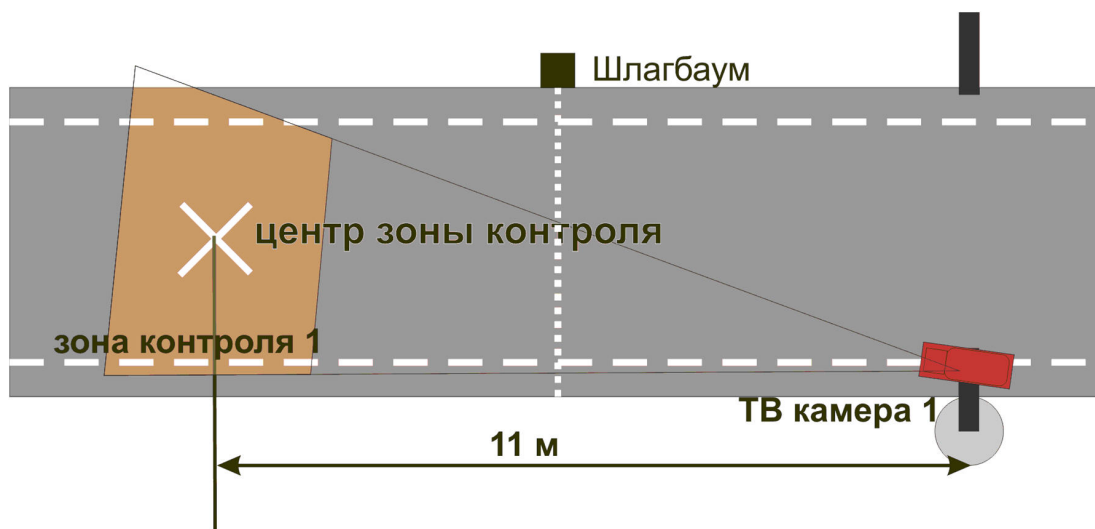 Шлагбаум
центр зоны контроля
зона контроля 1
ТВ камера 1
11 м